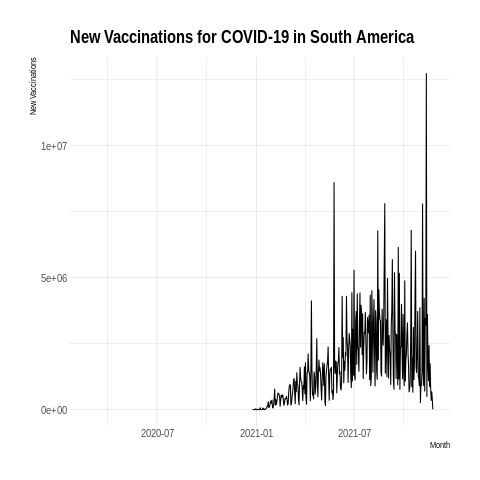 New Vaccinations for COVID-19 in South America
New Vaccinations
1e+07
5e+06
0e+00
2020-07
2021-01
2021-07
Month